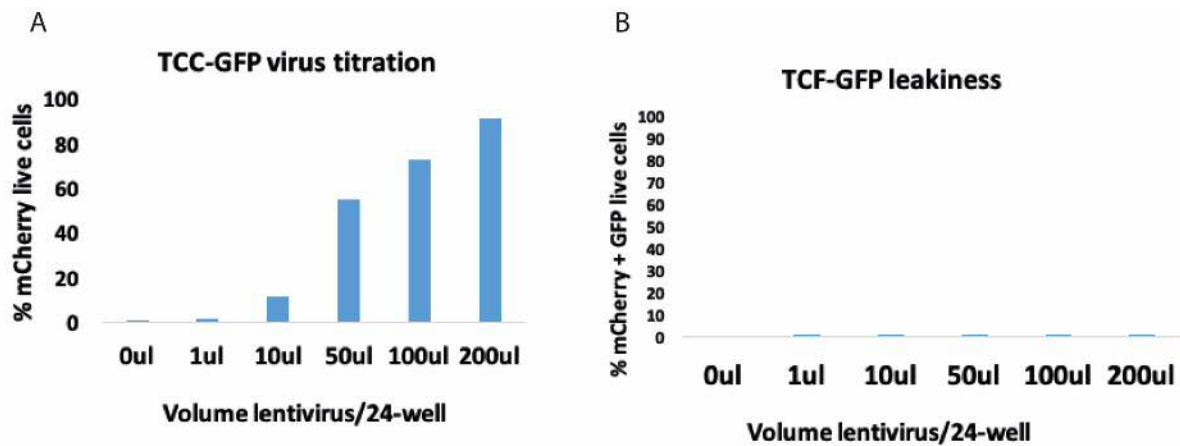 A
TCC-GFP virus titration
% mCherry live cells
100
80
60
40
20
0
0ul 1ul 10ul 50ul 100ul 200ul
Volume lentivirus/24-well
B
TCF-GFP leakiness
% mCherry + GFP live cells
100
90
80
70
60
50
40
30
20
10
0
0ul 1ul 10ul 50ul 100ul 200ul
Volume lentivirus/24-well